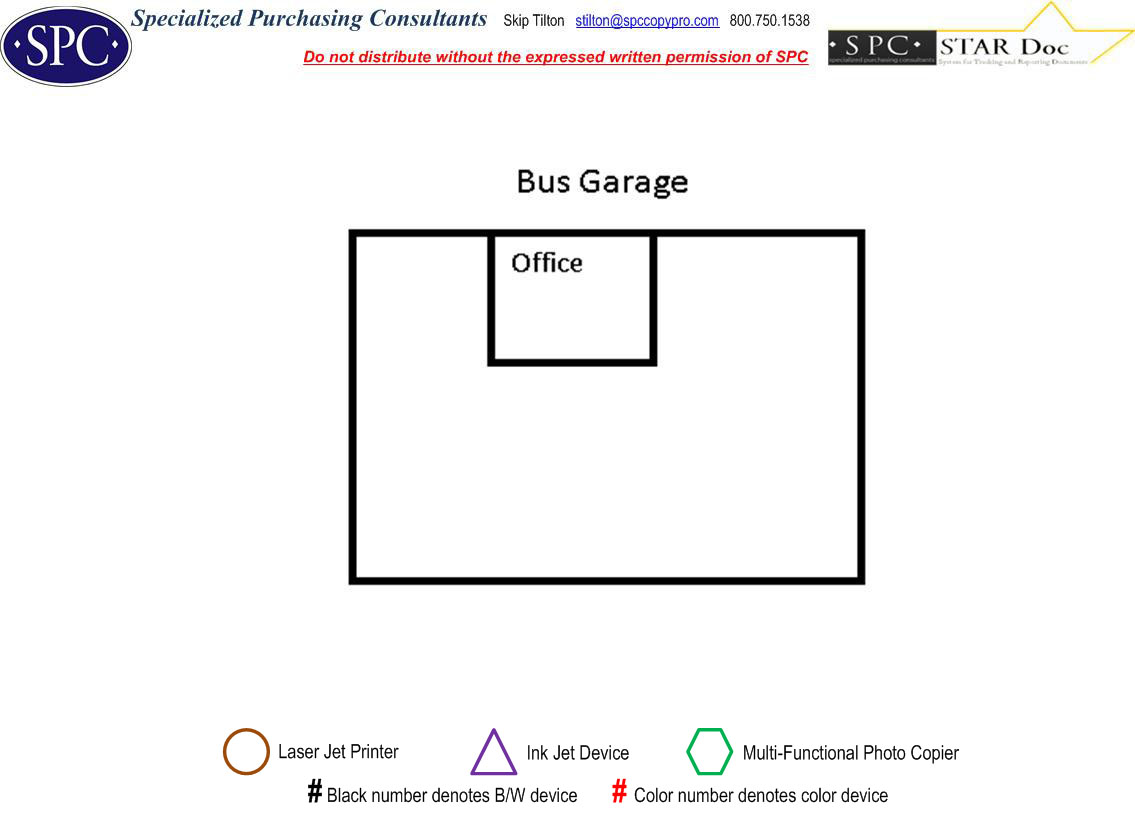 SPC
Specialized Purchasing Consultants Skip Tilton stilton@spccopypro.com 800.750.1538
Do not distribute without the expressed written permission of SPC
SPC STAR Doc
specialized purchasing consultants System for Tracking and Reporting Documents
Bus Garage
Office
Laser Jet Printer
Ink Jet Device
Multi-Functional Photo Copier
# Black number denotes B/W device
# Color number denotes color device